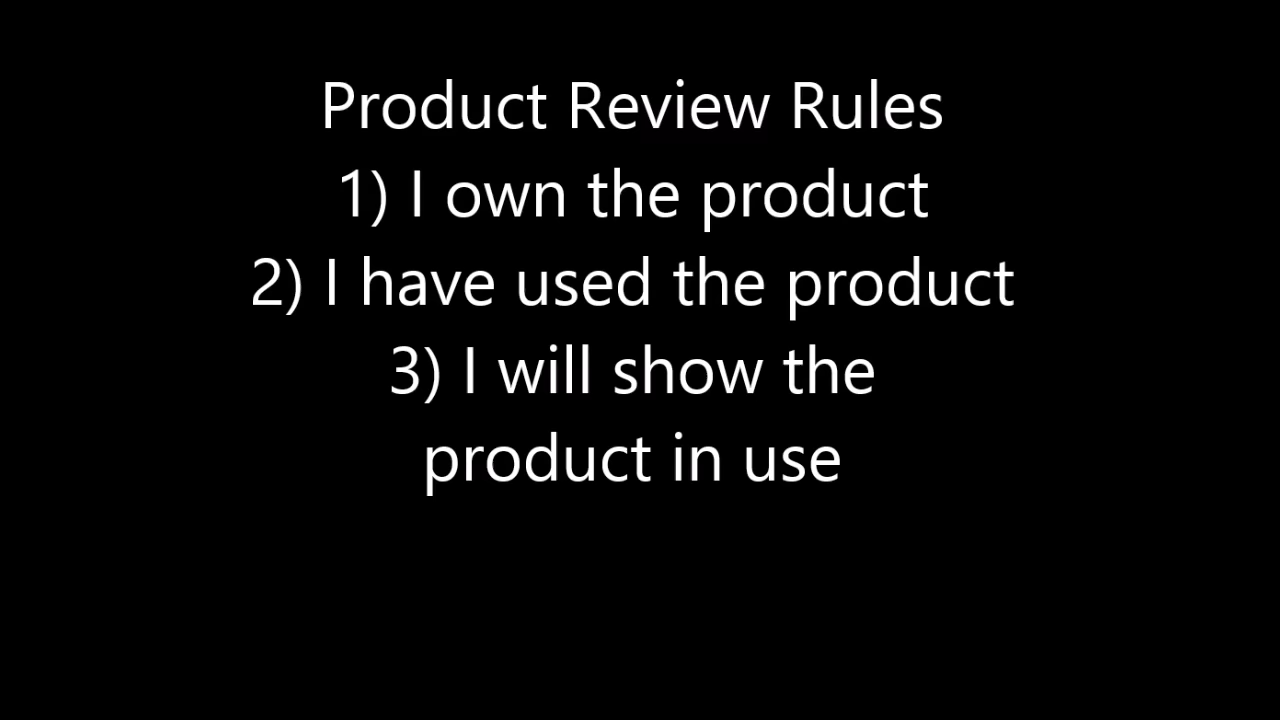 Product Review Rules
1) I own the product
2) I have used the product
3) I will show the
product in use